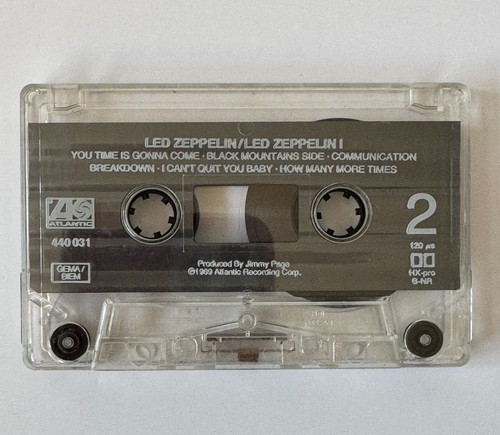 LED ZEPPELIN/LED ZEPPELIN I
YOU TIME IS GONNA COME · BLACK MOUNTAINS SIDE · COMMUNICATION
BREAKDOWN · I CAN'T QUIT YOU BABY · HOW MANY MORE TIMES
ATLANTIC
440 031
GEMA/
BIEM
2
120 µs
HX-pro
B-NR
Produced By Jimmy Page
©1969 Atlantic Recording Corp.